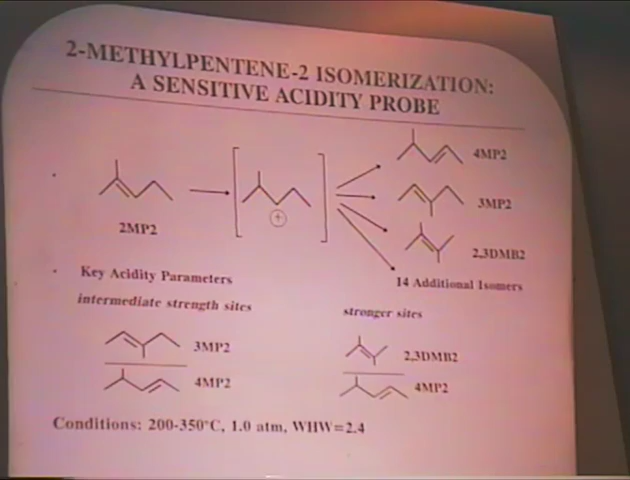 2-METHYLPENTENE-2 ISOMERIZATION:
A SENSITIVE ACIDITY PROBE
4MP2
+
3MP2
2MP2
2,3DMB2
14 Additional Isomers
Key Acidity Parameters
intermediate strength sites
stronger sites
3MP2
2,3DMB2
4MP2
4MP2
Conditions: 200-350°C, 1.0 atm, WHW=2.4